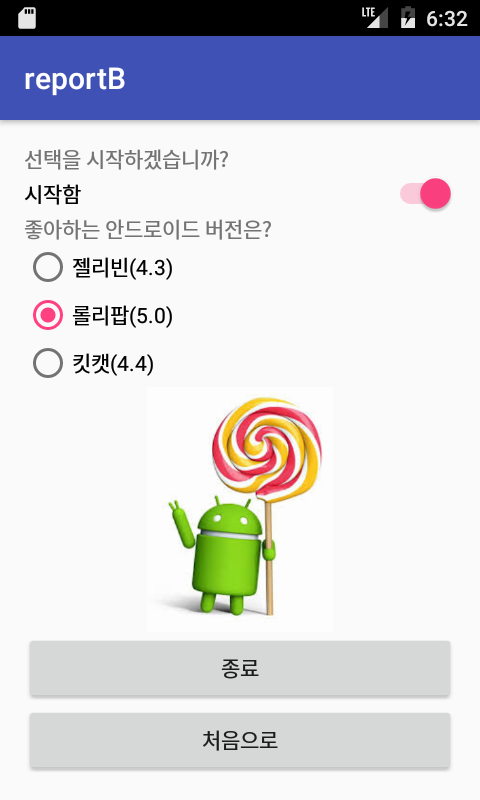 LTE 6:32
reportB
선택을 시작하겠습니까?
시작함
좋아하는 안드로이드 버전은?
젤리빈(4.3)
롤리팝(5.0)
킷캣(4.4)
종료
처음으로